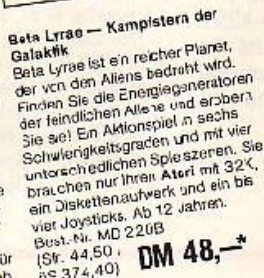 Beta Lyrae — Kampfstern der
Galaktik
Beta Lyrae ist ein reicher Planet,
der von den Aliens bedroht wird.
Finden Sie die Energiegeneratoren
der feindlichen Aliens und erobern
Sie sie! Ein Aktionspiel in sechs
Schwierigkeitsgraden und mit vier
unterschiedlichen Spielszenen. Sie
brauchen nur Ihren Atari mit 32K,
ein Diskettenlaufwerk und ein bis
vier Joysticks. Ab 12 Jahren.
Best.-Nr. MD 220B
(Sfr. 44,50,
öS 374,40) DM 48,—*